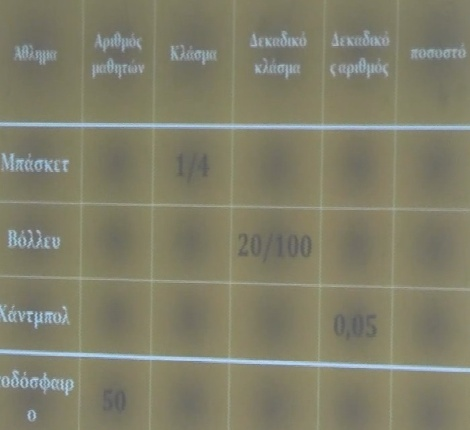 Άθλημα Αριθμός μαθητών Κλάσμα Δεκαδικό κλάσμα Δεκαδικό ς αριθμός ποσοστό
Μπάσκετ 1/4
Βόλλευ 20/100
Χάντμπολ 0,05
οδόσφαιρ
ο 50